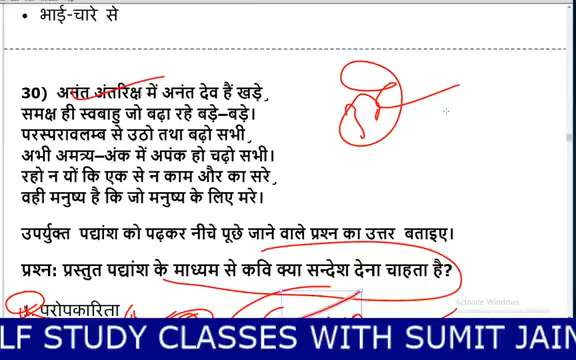 • भाई-चारे से
30) अनंत अंतरिक्ष में अनंत देव हैं खड़े,
समक्ष ही स्वबाहु जो बढ़ा रहे बड़े–बड़े।
परस्परावलम्ब से उठो तथा बढ़ो सभी,
अभी अमत्र्य–अंक में अपंक हो चढ़ो सभी।
रहो न यों कि एक से न काम और का सरे,
वही मनुष्य है कि जो मनुष्य के लिए मरे।
उपर्युक्त पद्यांश को पढ़कर नीचे पूछे जाने वाले प्रश्न का उत्तर बताइए।
प्रश्न: प्रस्तुत पद्यांश के माध्यम से कवि क्या सन्देश देना चाहता है?
परोपकारिता
Activate Windows
LF STUDY CLASSES WITH SUMIT JAIN